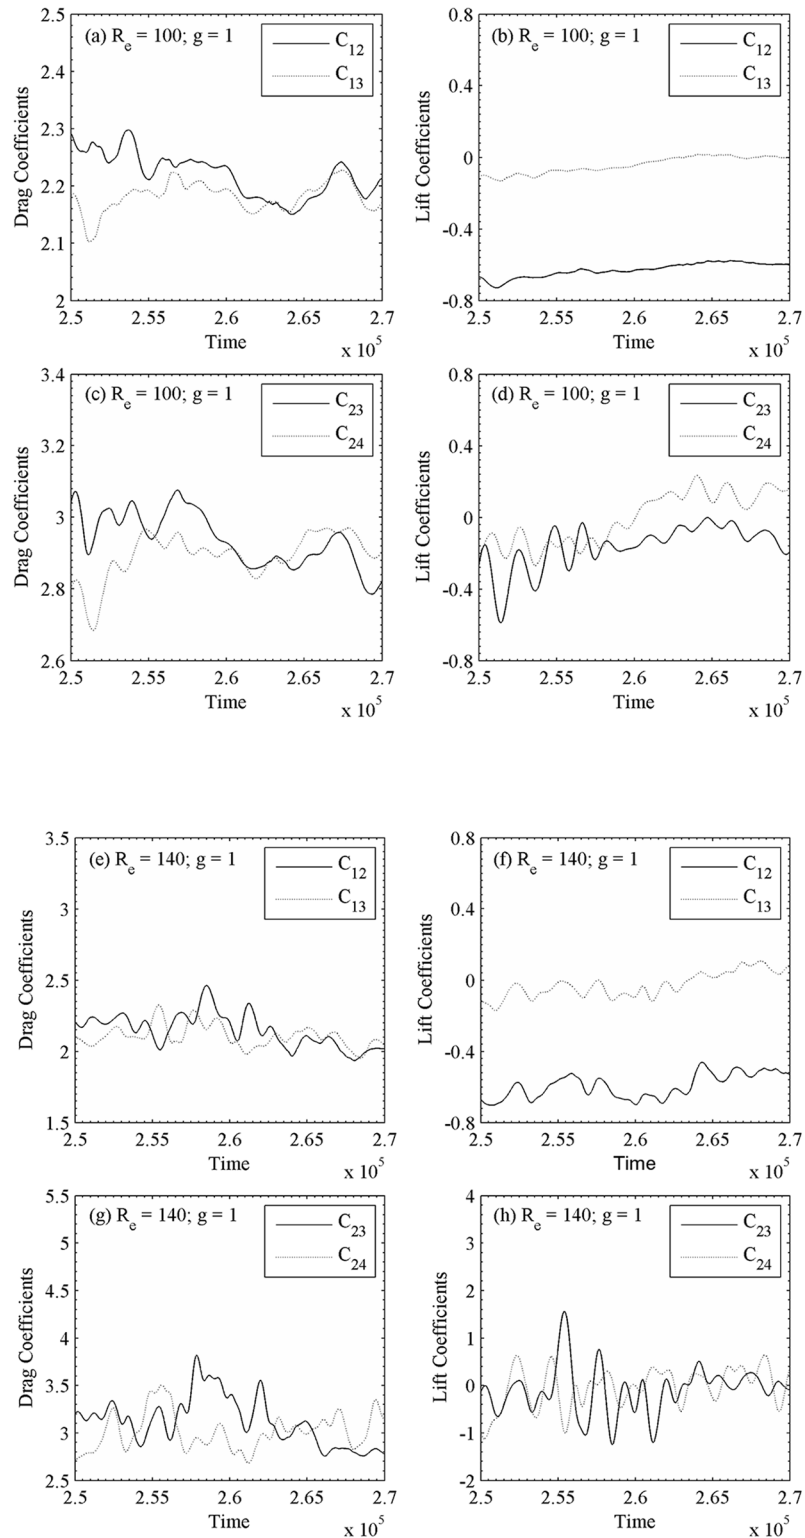 (a) Re = 100; g = 1
C12
C13
2.5
2.4
2.3
2.2
2.1
2
Drag Coefficients
2.5 2.55 2.6 2.65 2.7
Time
x 10^5
(b) Re = 100; g = 1
C12
C13
0.8
0.4
0
-0.4
-0.8
Lift Coefficients
2.5 2.55 2.6 2.65 2.7
Time
x 10^5
(c) Re = 100; g = 1
C23
C24
3.4
3.2
3
2.8
2.6
Drag Coefficients
2.5 2.55 2.6 2.65 2.7
Time
x 10^5
(d) Re = 100; g = 1
C23
C24
0.8
0.4
0
-0.4
-0.8
Lift Coefficients
2.5 2.55 2.6 2.65 2.7
Time
x 10^5
(e) Re = 140; g = 1
C12
C13
3.5
3
2.5
2
1.5
Drag Coefficients
2.5 2.55 2.6 2.65 2.7
Time
x 10^5
(f) Re = 140; g = 1
C12
C13
0.8
0.4
0
-0.4
-0.8
Lift Coefficients
2.5 2.55 2.6 2.65 2.7
Time
x 10^5
(g) Re = 140; g = 1
C23
C24
5.5
5
4.5
4
3.5
3
2.5
Drag Coefficients
2.5 2.55 2.6 2.65 2.7
Time
x 10^5
(h) Re = 140; g = 1
C23
C24
4
3
2
1
0
-1
-2
Lift Coefficients
2.5 2.55 2.6 2.65 2.7
Time
x 10^5